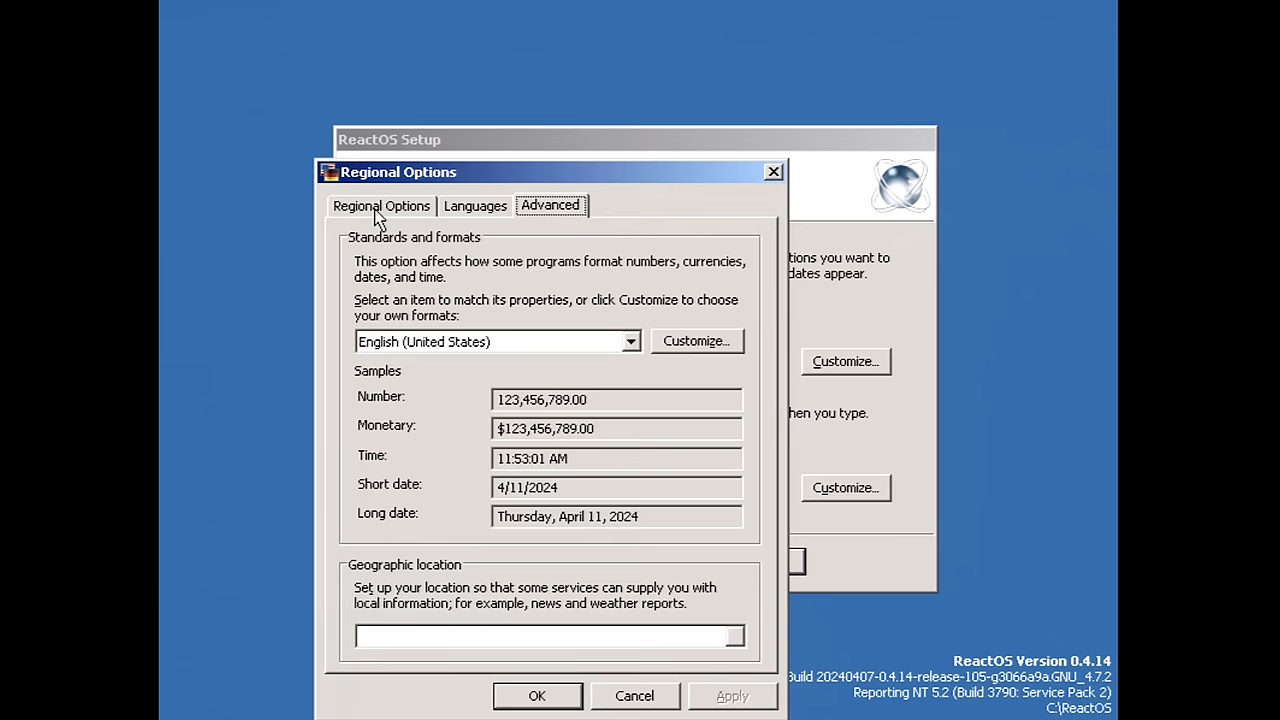 ReactOS Setup
Regional Options
Regional Options Languages Advanced
Standards and formats
This option affects how some programs format numbers, currencies,
dates, and time.
Select an item to match its properties, or click Customize to choose
your own formats:
English (United States) Customize...
Samples
Number: 123,456,789.00
Monetary: $123,456,789.00
Time: 11:53:01 AM
Short date: 4/11/2024
Long date: Thursday, April 11, 2024
Geographic location
Set up your location so that some services can supply you with
local information; for example, news and weather reports.
OK Cancel Apply
tions you want to
dates appear.
Customize...
hen you type.
Customize...
ReactOS Version 0.4.14
Build 20240407-0.4.14-release-105-g3066a9a.GNU_4.7.2
Reporting NT 5.2 (Build 3790: Service Pack 2)
C:\ReactOS